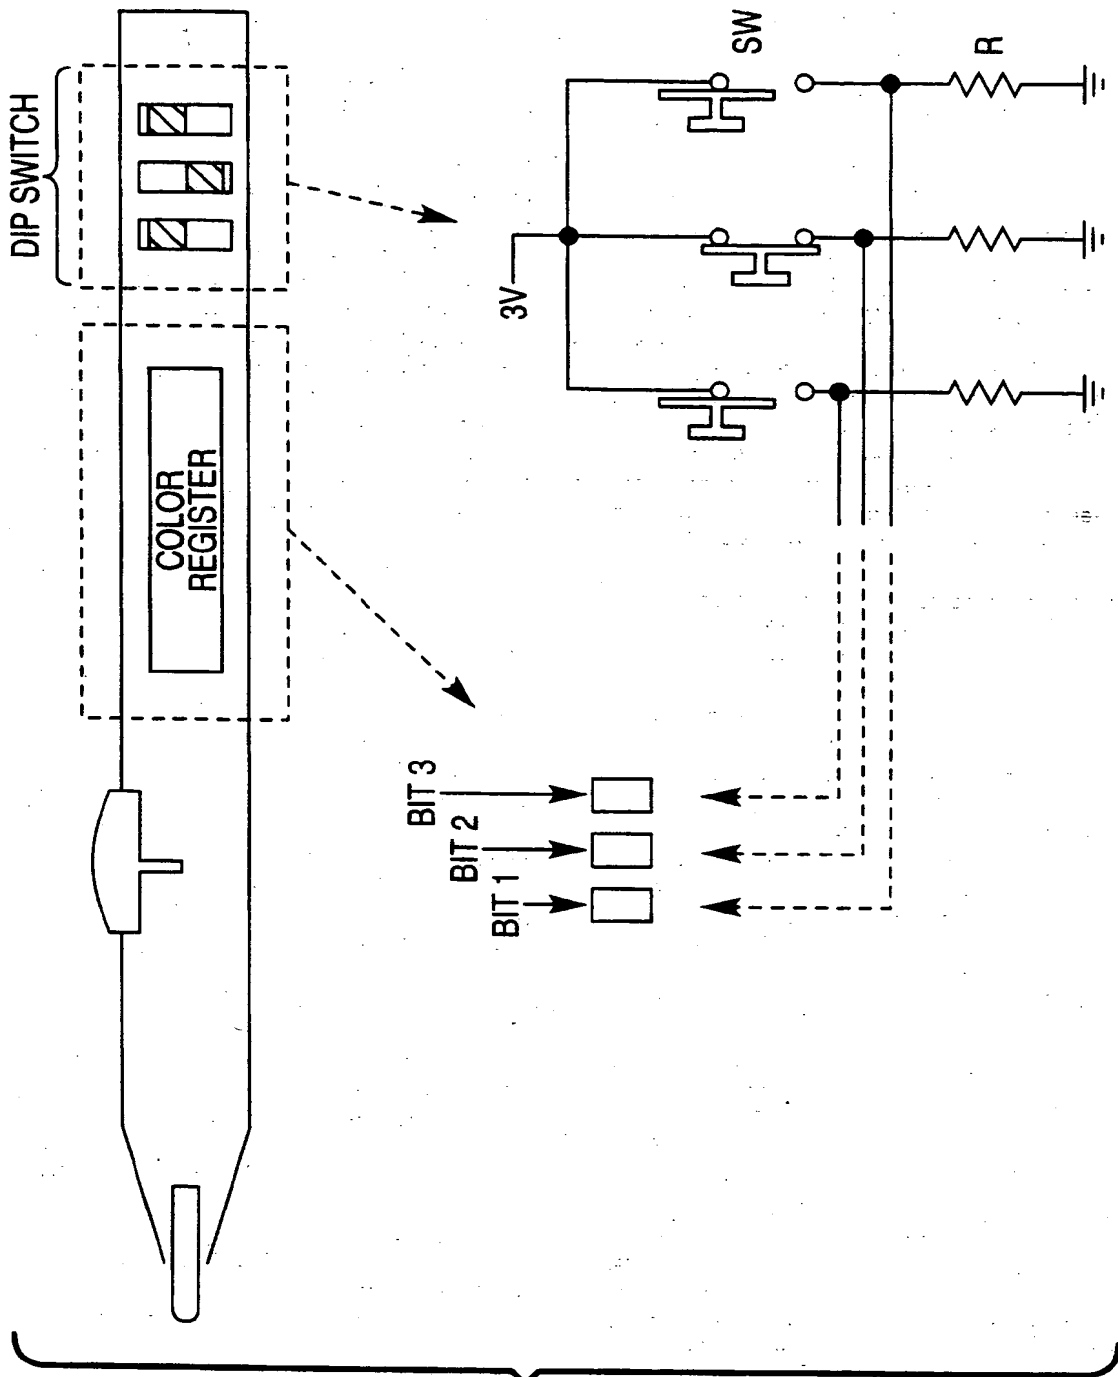 DIP SWITCH
COLOR
REGISTER
3V
SW
R
BIT 1
BIT 2
BIT 3